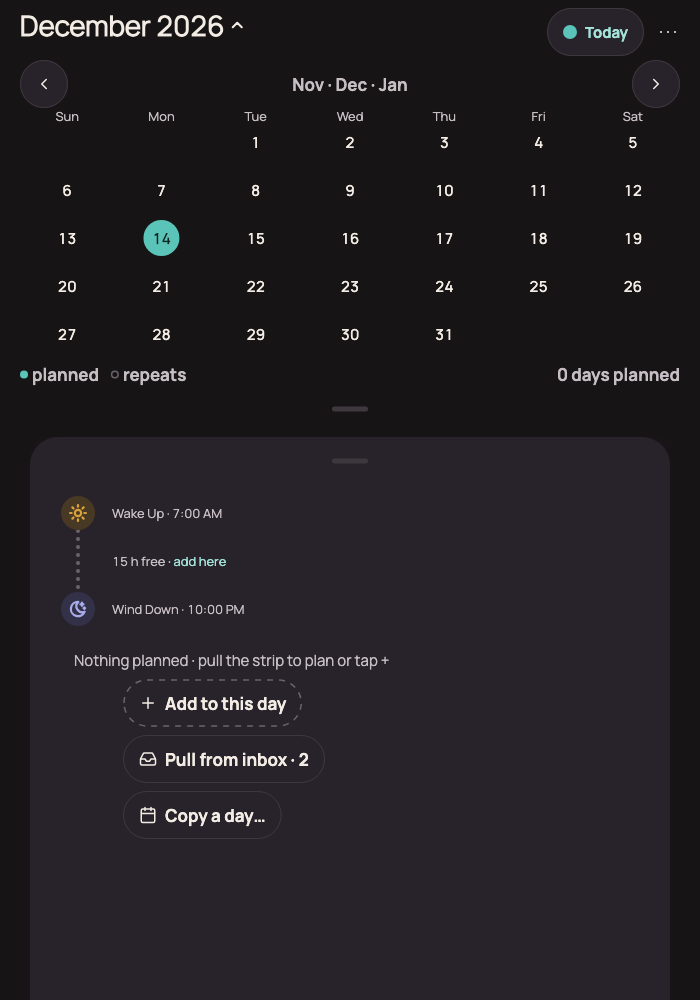 December 2026
Today
Nov · Dec · Jan
Sun Mon Tue Wed Thu Fri Sat
1 2 3 4 5
6 7 8 9 10 11 12
13 14 15 16 17 18 19
20 21 22 23 24 25 26
27 28 29 30 31
planned repeats 0 days planned
Wake Up · 7:00 AM
15 h free · add here
Wind Down · 10:00 PM
Nothing planned · pull the strip to plan or tap +
+ Add to this day
Pull from inbox · 2
Copy a day…